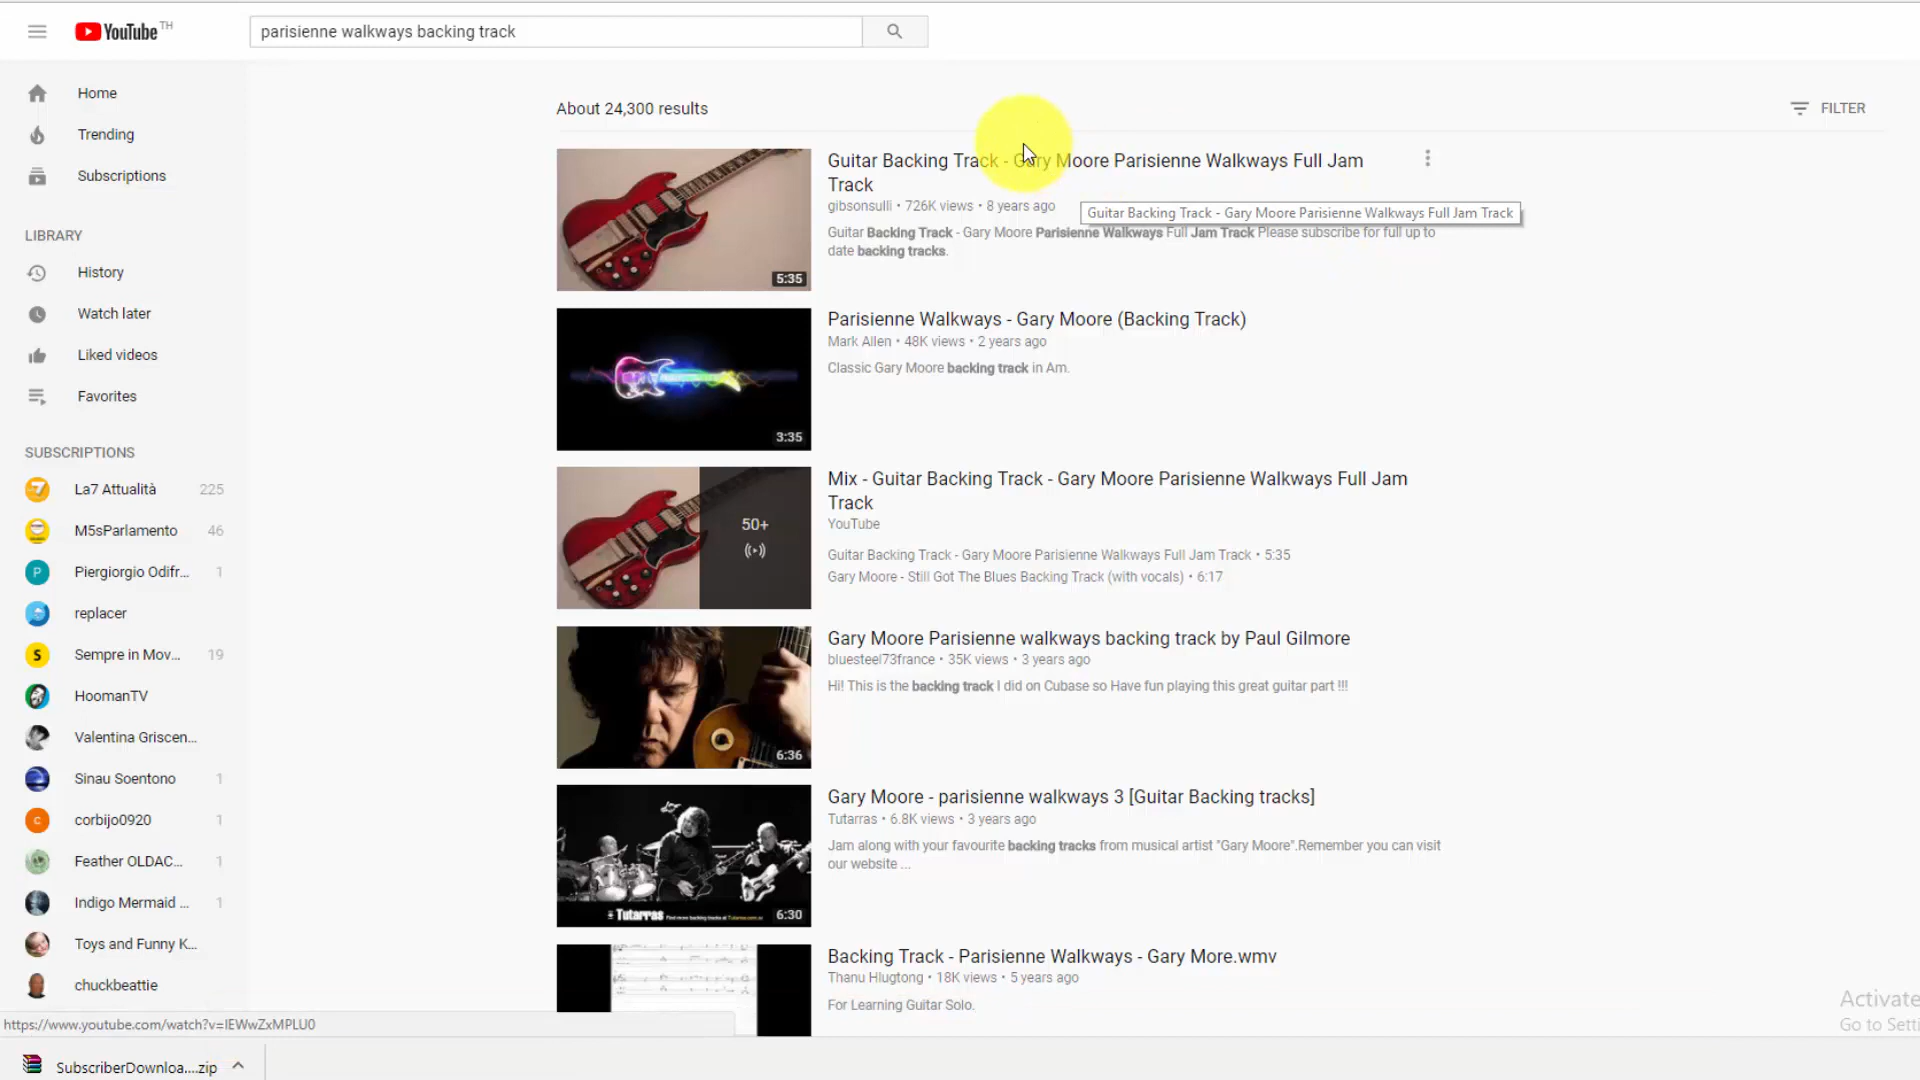 YouTube TH
parisienne walkways backing track
Home
Trending
Subscriptions
LIBRARY
History
Watch later
Liked videos
Favorites
SUBSCRIPTIONS
La7 Attualità 225
M5sParlamento 46
Piergiorgio Odifr... 1
replacer
Sempre in Mov... 19
HoomanTV
Valentina Griscen...
Sinau Soentono 1
corbijo0920 1
Feather OLDAC... 1
Indigo Mermaid ... 1
Toys and Funny K...
chuckbeattie
About 24,300 results
FILTER
Guitar Backing Track - Gary Moore Parisienne Walkways Full Jam
Track
gibsonsulli • 726K views • 8 years ago
Guitar Backing Track - Gary Moore Parisienne Walkways Full Jam Track
Guitar Backing Track - Gary Moore Parisienne Walkways Full Jam Track Please subscribe for full up to
date backing tracks.
5:35
Parisienne Walkways - Gary Moore (Backing Track)
Mark Allen • 48K views • 2 years ago
Classic Gary Moore backing track in Am.
3:35
Mix - Guitar Backing Track - Gary Moore Parisienne Walkways Full Jam
Track
YouTube
50+
Guitar Backing Track - Gary Moore Parisienne Walkways Full Jam Track • 5:35
Gary Moore - Still Got The Blues Backing Track (with vocals) • 6:17
Gary Moore Parisienne walkways backing track by Paul Gilmore
bluesteel73france • 35K views • 3 years ago
Hi! This is the backing track I did on Cubase so Have fun playing this great guitar part !!!
6:36
Gary Moore - parisienne walkways 3 [Guitar Backing tracks]
Tutarras • 6.8K views • 3 years ago
Jam along with your favourite backing tracks from musical artist "Gary Moore".Remember you can visit
our website ...
Tutarras Find more backing tracks at
6:30
Backing Track - Parisienne Walkways - Gary More.wmv
Thanu Hlugtong • 18K views • 5 years ago
For Learning Guitar Solo.
Activate
Go to Setti
https://www.youtube.com/watch?v=IEWwZxMPLU0
SubscriberDownloa....zip